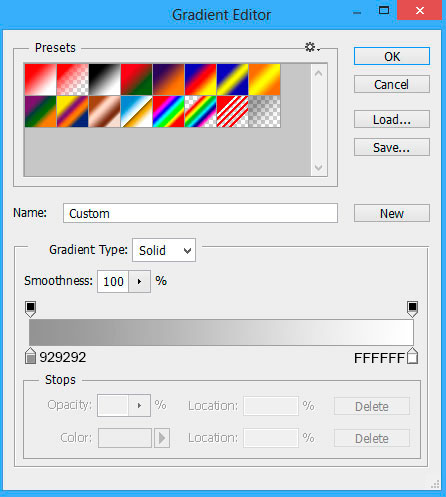 Gradient Editor
Presets
OK
Cancel
Load...
Save...
Name: Custom New
Gradient Type: Solid
Smoothness: 100 %
929292 FFFFFF
Stops
Opacity: % Location: % Delete
Color: Location: % Delete